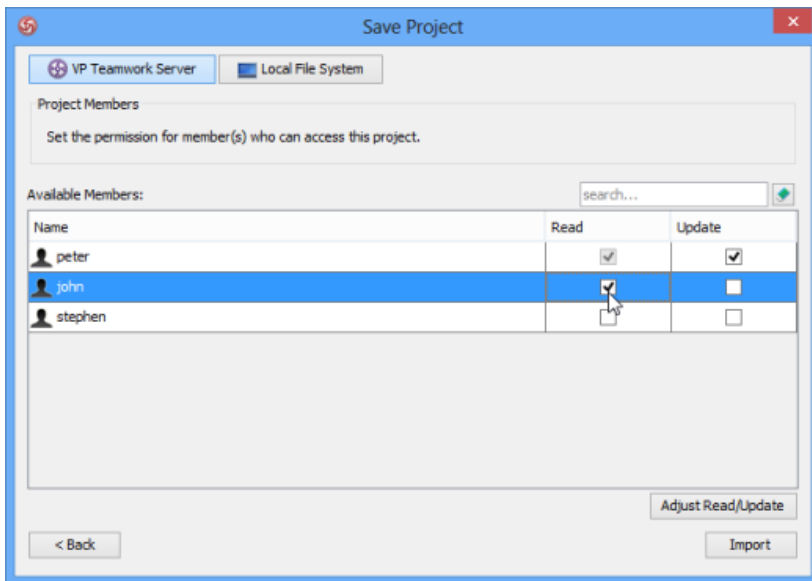 Save Project
VP Teamwork Server
Local File System
Project Members
Set the permission for member(s) who can access this project.
Available Members:
search...
Name Read Update
peter
john
stephen
Adjust Read/Update
< Back
Import